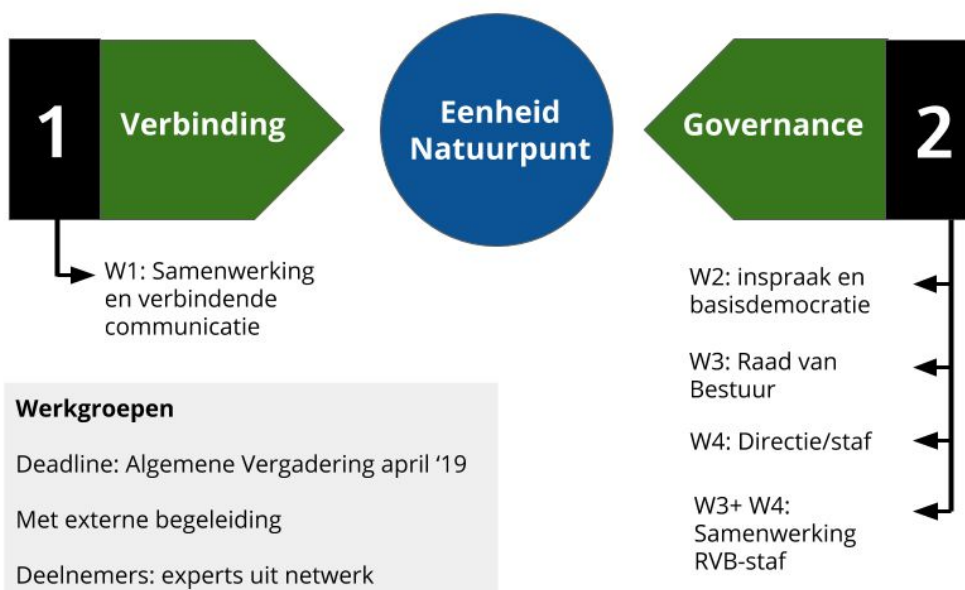 1
Verbinding
Eenheid
Natuurpunt
Governance
2
W1: Samenwerking
en verbindende
communicatie
W2: inspraak en
basisdemocratie
W3: Raad van
Bestuur
W4: Directie/staf
W3+ W4:
Samenwerking
RVB-staf
Werkgroepen
Deadline: Algemene Vergadering april ‘19
Met externe begeleiding
Deelnemers: experts uit netwerk